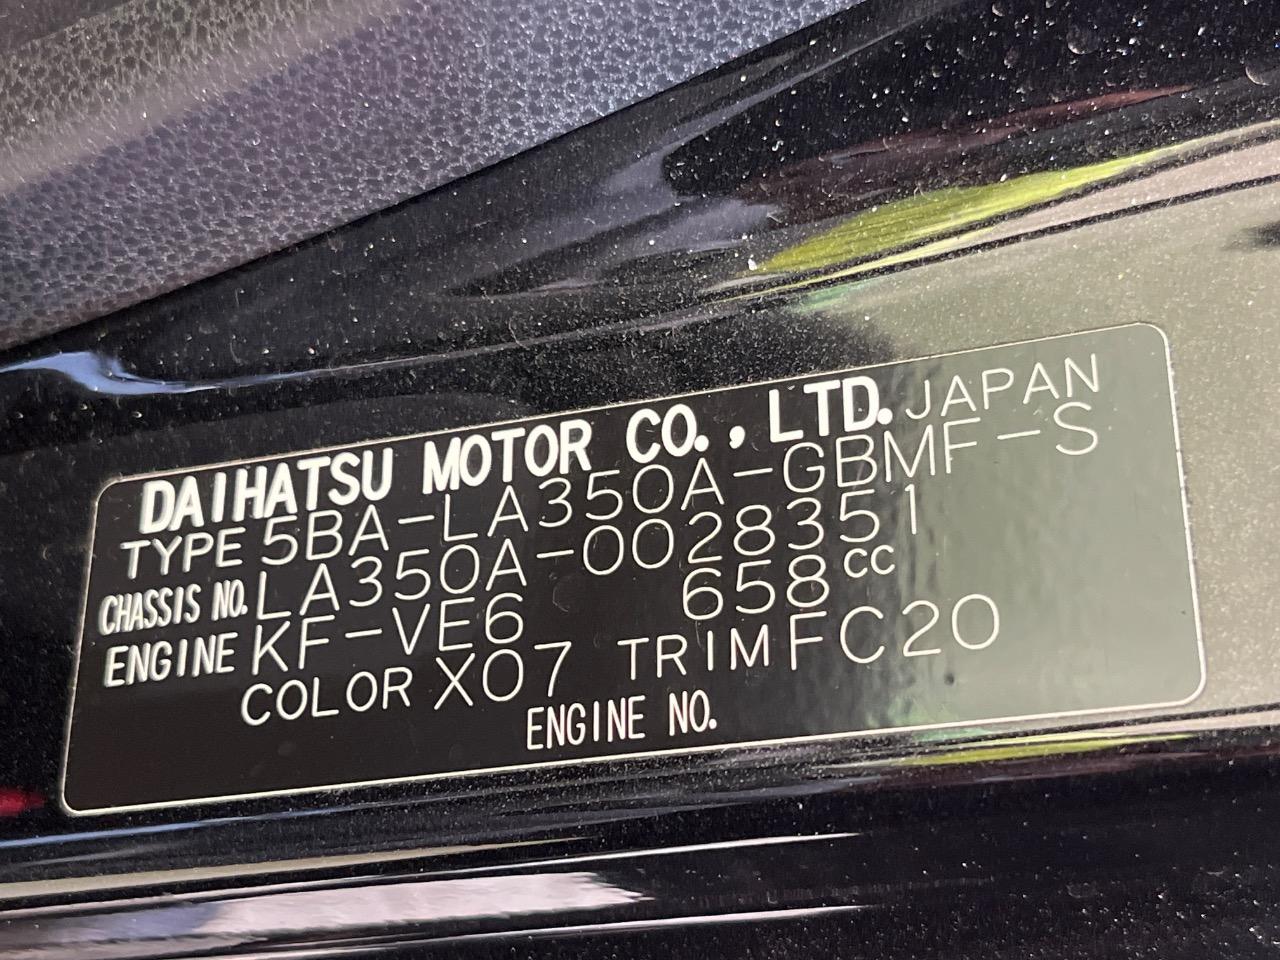 DAIHATSU MOTOR CO., LTD. JAPAN
TYPE 5BA-LA350A-GBMF-S
CHASSIS NO. LA350A-0028351
ENGINE KF-VE6 658cc
COLOR X07 TRIM FC20
ENGINE NO.